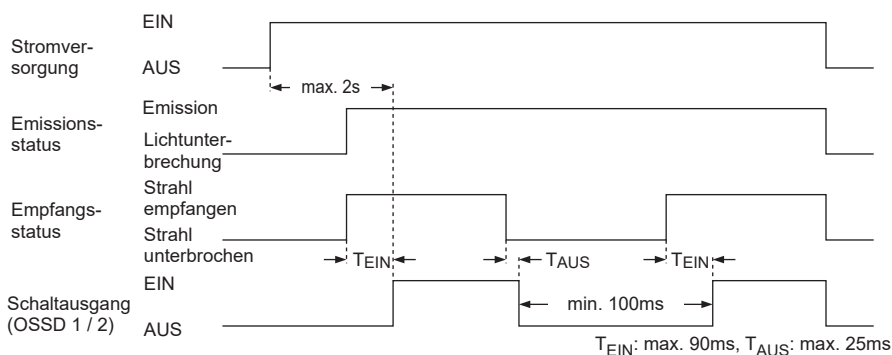 Stromver-
sorgung
EIN
AUS
max. 2s
Emissions-
status
Emission
Lichtunter-
brechung
Empfangs-
status
Strahl
empfangen
Strahl
unterbrochen
TEIN
TAUS
TEIN
Schaltausgang
(OSSD 1 / 2)
EIN
AUS
min. 100ms
TEIN: max. 90ms, TAUS: max. 25ms